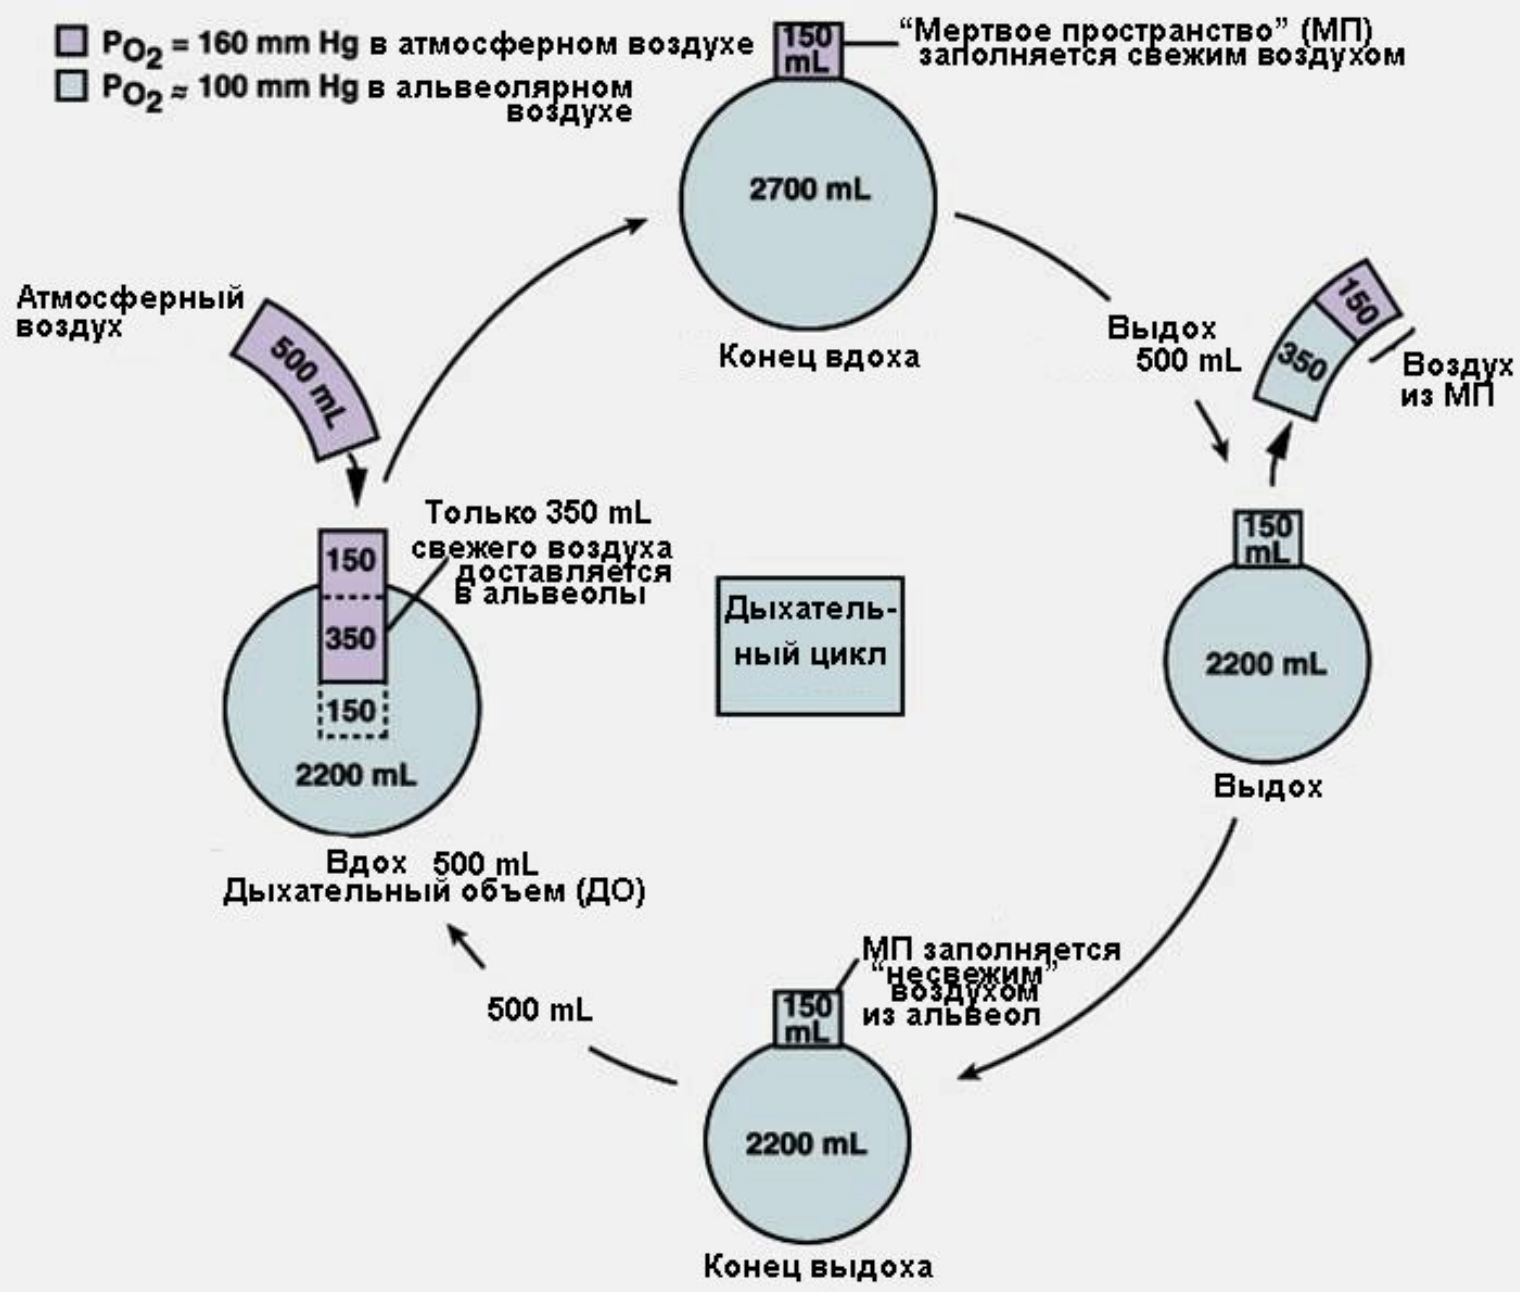 P O2 = 160 mm Hg в атмосферном воздухе
P O2 ≈ 100 mm Hg в альвеолярном
воздухе
150
mL
“Мертвое пространство” (МП)
заполняется свежим воздухом
2700 mL
Конец вдоха
Атмосферный
воздух
500 mL
Выдох
500 mL
150
350
Воздух
из МП
Только 350 mL
свежего воздуха
доставляется
в альвеолы
150
350
150
2200 mL
Вдох 500 mL
Дыхательный объем (ДО)
Дыхатель-
ный цикл
150
mL
2200 mL
Выдох
500 mL
МП заполняется
“несвежим”
воздухом
из альвеол
150
mL
2200 mL
Конец выдоха